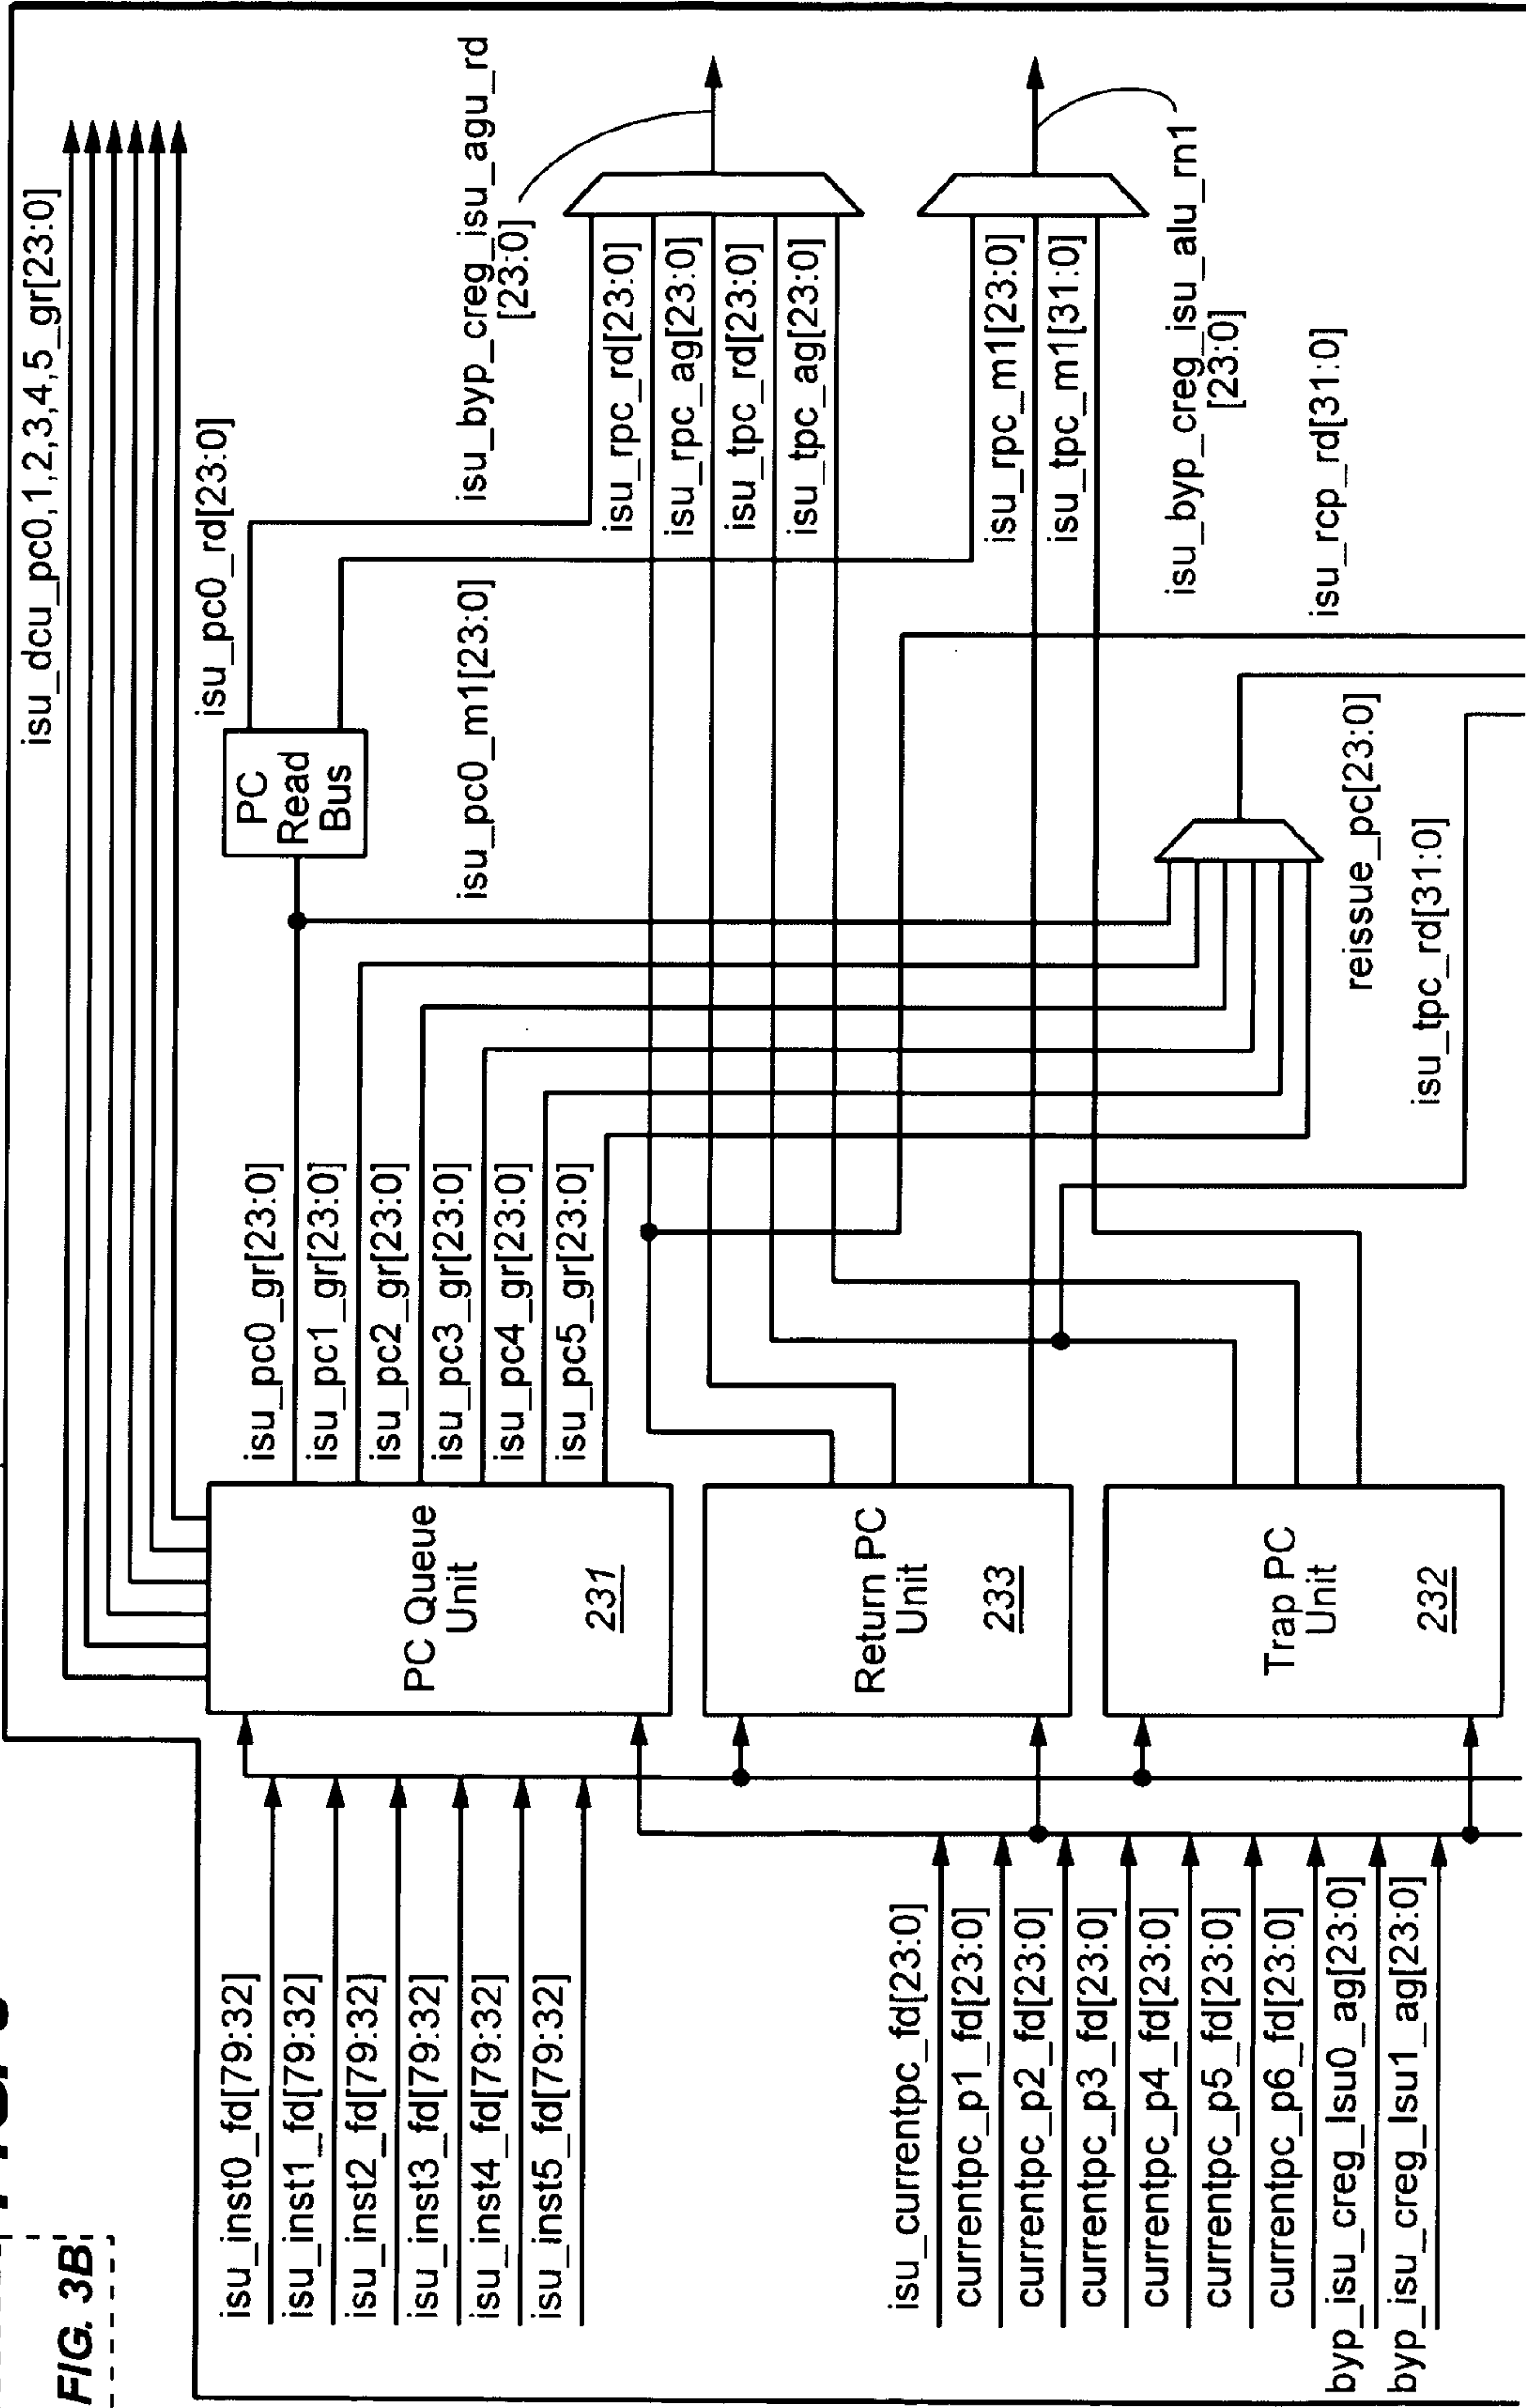 FIG. 3B
isu_dcu_pc0,1,2,3,4,5_gr[23:0]
isu_pc0_rd[23:0]
PC
Read
Bus
isu_pc0_m1[23:0]
isu_byp_creg_isu_agu_rd
[23:0]
isu_rpc_rd[23:0]
isu_rpc_ag[23:0]
isu_tpc_rd[23:0]
isu_tpc_ag[23:0]
isu_rpc_m1[23:0]
isu_tpc_m1[31:0]
isu_byp_creg_isu_alu_rn1
[23:0]
isu_rcp_rd[31:0]
reissue_pc[23:0]
isu_tpc_rd[31:0]
isu_pc0_gr[23:0]
isu_pc1_gr[23:0]
isu_pc2_gr[23:0]
isu_pc3_gr[23:0]
isu_pc4_gr[23:0]
isu_pc5_gr[23:0]
PC Queue
Unit
231
Return PC
Unit
233
Trap PC
Unit
232
isu_inst0_fd[79:32]
isu_inst1_fd[79:32]
isu_inst2_fd[79:32]
isu_inst3_fd[79:32]
isu_inst4_fd[79:32]
isu_inst5_fd[79:32]
isu_currentpc_fd[23:0]
currentpc_p1_fd[23:0]
currentpc_p2_fd[23:0]
currentpc_p3_fd[23:0]
currentpc_p4_fd[23:0]
currentpc_p5_fd[23:0]
currentpc_p6_fd[23:0]
byp_isu_creg_lsu0_ag[23:0]
byp_isu_creg_lsu1_ag[23:0]